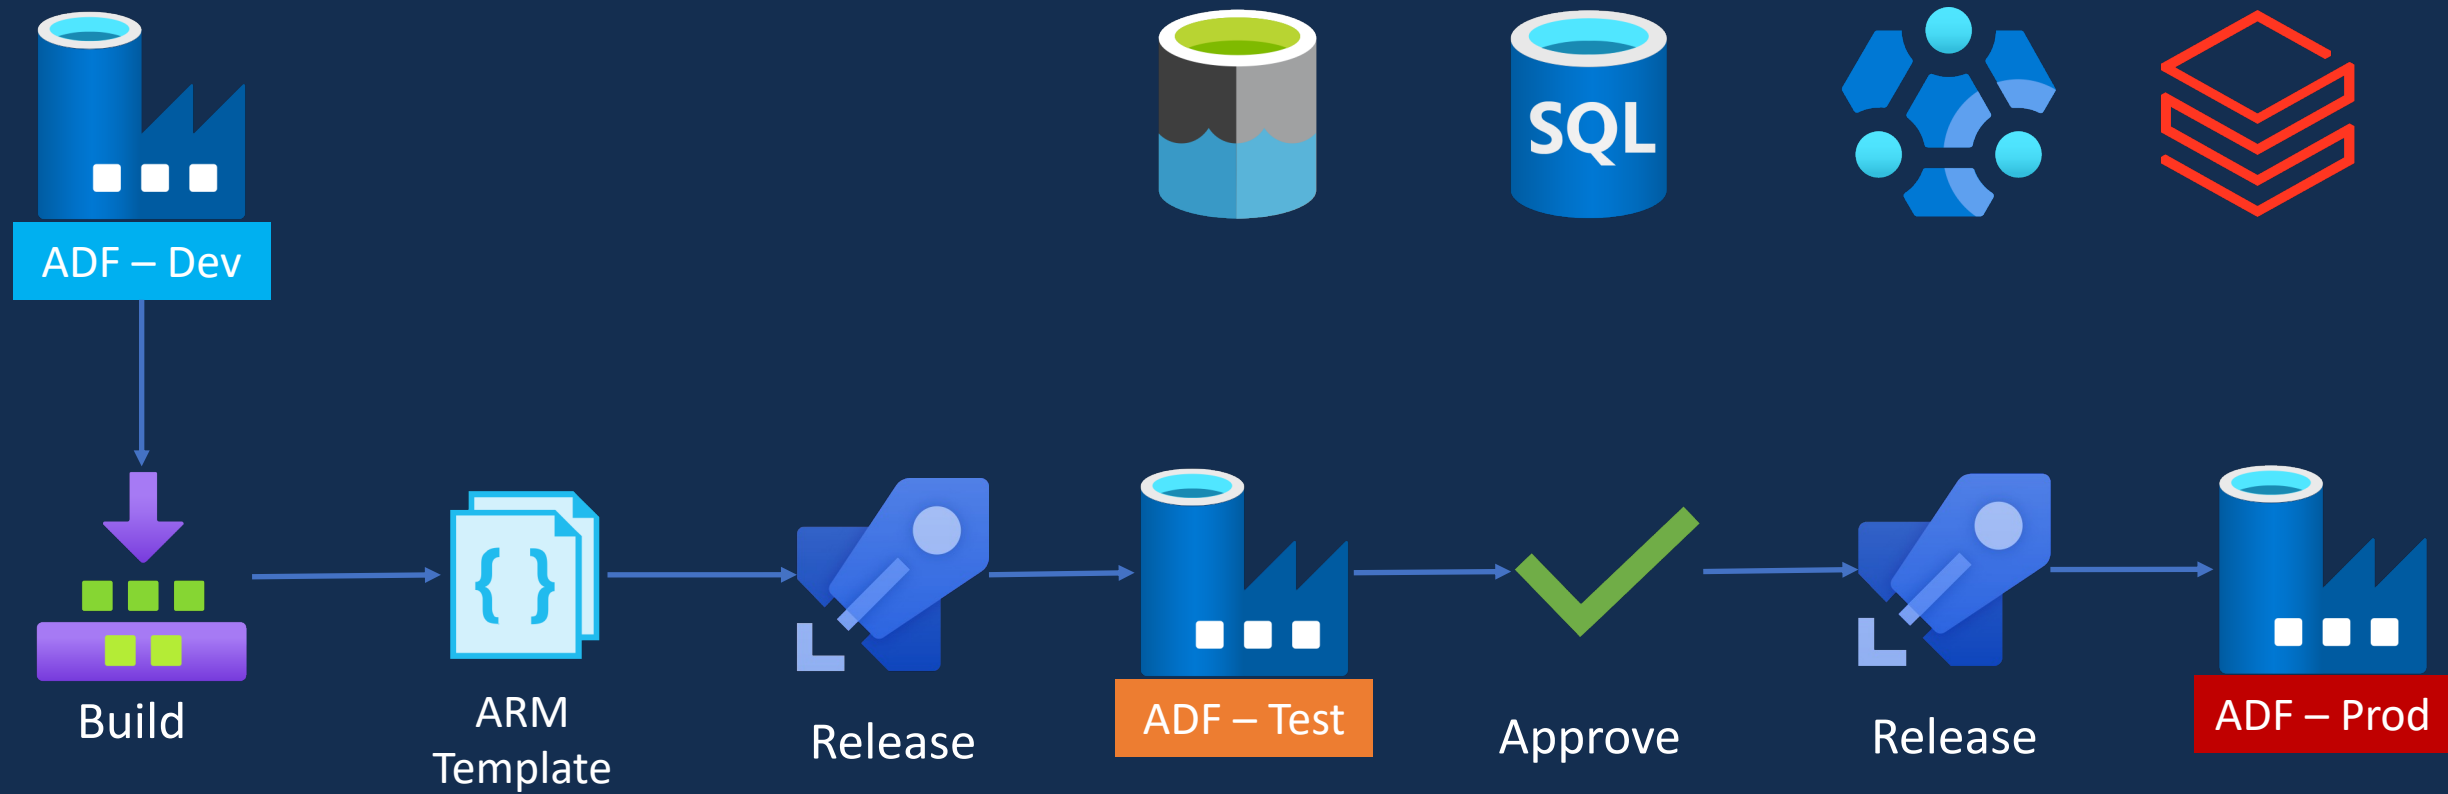 SQL
ADF – Dev
{ }
Build
ARM
Template
Release
ADF – Test
Approve
Release
ADF – Prod